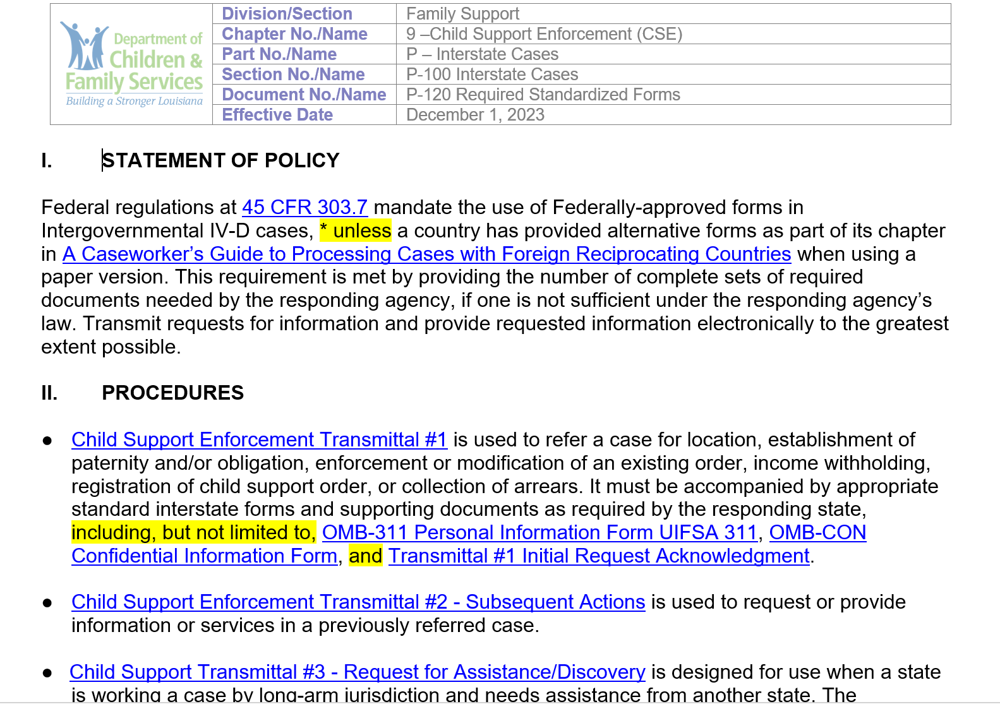 Department of
Children &
Family Services
Building a Stronger Louisiana
Division/Section Family Support
Chapter No./Name 9 –Child Support Enforcement (CSE)
Part No./Name P – Interstate Cases
Section No./Name P-100 Interstate Cases
Document No./Name P-120 Required Standardized Forms
Effective Date December 1, 2023
I. STATEMENT OF POLICY
Federal regulations at 45 CFR 303.7 mandate the use of Federally-approved forms in
Intergovernmental IV-D cases, * unless a country has provided alternative forms as part of its chapter
in A Caseworker’s Guide to Processing Cases with Foreign Reciprocating Countries when using a
paper version. This requirement is met by providing the number of complete sets of required
documents needed by the responding agency, if one is not sufficient under the responding agency’s
law. Transmit requests for information and provide requested information electronically to the greatest
extent possible.
II. PROCEDURES
● Child Support Enforcement Transmittal #1 is used to refer a case for location, establishment of
paternity and/or obligation, enforcement or modification of an existing order, income withholding,
registration of child support order, or collection of arrears. It must be accompanied by appropriate
standard interstate forms and supporting documents as required by the responding state,
including, but not limited to, OMB-311 Personal Information Form UIFSA 311, OMB-CON
Confidential Information Form, and Transmittal #1 Initial Request Acknowledgment.
● Child Support Enforcement Transmittal #2 - Subsequent Actions is used to request or provide
information or services in a previously referred case.
● Child Support Transmittal #3 - Request for Assistance/Discovery is designed for use when a state
is working a case by long-arm jurisdiction and needs assistance from another state. The